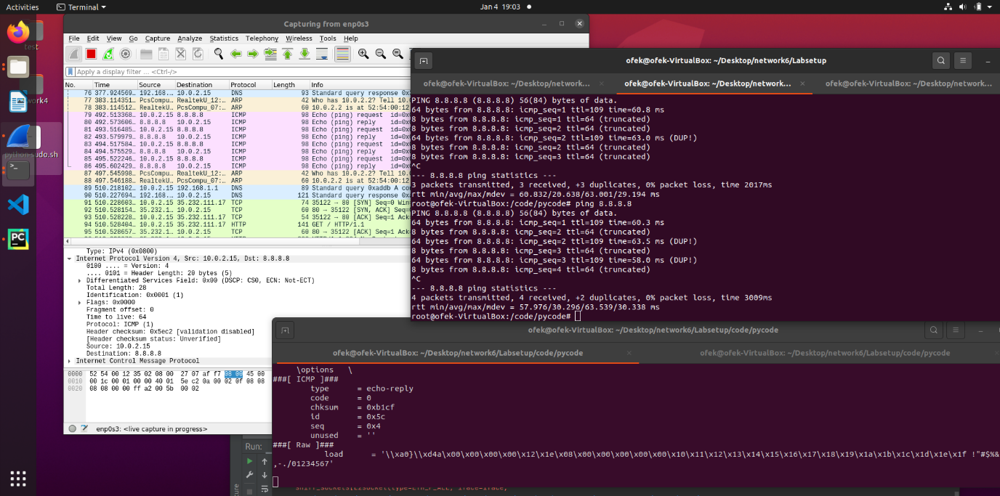 Activities
Terminal
Jan 4 19:03
test
work4
python-sudo.sh
Capturing from enp0s3
File Edit View Go Capture Analyze Statistics Telephony Wireless Tools Help
Apply a display filter ... <Ctrl-/>
No. Time Source Destination Protocol Length Info
76 377.924569… 192.168.… 10.0.2.15 DNS 93 Standard query response 0x
77 383.114351… PcsCompu… RealtekU_12:… ARP 42 Who has 10.0.2.2? Tell 10.
78 383.114512… RealtekU… PcsCompu_07:… ARP 60 10.0.2.2 is at 52:54:00:12
79 492.513368… 10.0.2.15 8.8.8.8 ICMP 98 Echo (ping) request id=0x
80 492.573606… 8.8.8.8 10.0.2.15 ICMP 98 Echo (ping) reply id=0x
81 493.516485… 10.0.2.15 8.8.8.8 ICMP 98 Echo (ping) request id=0x
82 493.579979… 8.8.8.8 10.0.2.15 ICMP 98 Echo (ping) reply id=0x
83 494.517584… 10.0.2.15 8.8.8.8 ICMP 98 Echo (ping) request id=0x
84 494.575529… 8.8.8.8 10.0.2.15 ICMP 98 Echo (ping) reply id=0x
85 495.522246… 10.0.2.15 8.8.8.8 ICMP 98 Echo (ping) request id=0x
86 495.602429… 8.8.8.8 10.0.2.15 ICMP 98 Echo (ping) reply id=0x
87 497.545998… PcsCompu… RealtekU_12:… ARP 42 Who has 10.0.2.2? Tell 10.
88 497.546188… RealtekU… PcsCompu_07:… ARP 60 10.0.2.2 is at 52:54:00:12
89 510.218102… 10.0.2.15 192.168.1.1 DNS 89 Standard query 0xaddb A co
90 510.227694… 192.168.… 10.0.2.15 DNS 121 Standard query response 0x
91 510.228603… 10.0.2.15 35.232.111.17 TCP 74 35122 → 80 [SYN] Seq=0 Win=
92 510.528154… 35.232.1… 10.0.2.15 TCP 60 80 → 35122 [SYN, ACK] Seq=
93 510.528228… 10.0.2.15 35.232.111.17 TCP 54 35122 → 80 [ACK] Seq=1 Ack=
94 510.528404… 10.0.2.15 35.232.111.17 HTTP 141 GET / HTTP/1.1
95 510.528657… 35.232.1… 10.0.2.15 TCP 60 80 → 35122 [ACK] Seq=1 Ack=
Type: IPv4 (0x0800)
Internet Protocol Version 4, Src: 10.0.2.15, Dst: 8.8.8.8
0100 .... = Version: 4
.... 0101 = Header Length: 20 bytes (5)
Differentiated Services Field: 0x00 (DSCP: CS0, ECN: Not-ECT)
Total Length: 28
Identification: 0x0001 (1)
Flags: 0x0000
Fragment offset: 0
Time to live: 64
Protocol: ICMP (1)
Header checksum: 0x5ec2 [validation disabled]
[Header checksum status: Unverified]
Source: 10.0.2.15
Destination: 8.8.8.8
Internet Control Message Protocol
0000 52 54 00 12 35 02 08 00 27 07 af f7 08 00 45 00
0010 00 1c 00 01 00 00 40 01 5e c2 0a 00 02 0f 08 08
0020 08 08 00 00 ff a2 00 5b 00 02
enp0s3: <live capture in progress>
ofek@ofek-VirtualBox: ~/Desktop/network6/Labsetup
ofek@ofek-VirtualBox: ~/Desktop/network...
ofek@ofek-VirtualBox: ~/Desktop/network...
ofek@ofek-VirtualBox: ~/Desktop/network...
PING 8.8.8.8 (8.8.8.8) 56(84) bytes of data.
64 bytes from 8.8.8.8: icmp_seq=1 ttl=109 time=60.8 ms
8 bytes from 8.8.8.8: icmp_seq=1 ttl=64 (truncated)
8 bytes from 8.8.8.8: icmp_seq=2 ttl=64 (truncated)
64 bytes from 8.8.8.8: icmp_seq=2 ttl=109 time=63.0 ms (DUP!)
8 bytes from 8.8.8.8: icmp_seq=2 ttl=64 (truncated)
8 bytes from 8.8.8.8: icmp_seq=3 ttl=64 (truncated)
^C
--- 8.8.8.8 ping statistics ---
3 packets transmitted, 3 received, +3 duplicates, 0% packet loss, time 2017ms
rtt min/avg/max/mdev = 60.832/20.638/63.001/29.194 ms
root@ofek-VirtualBox:/code/pycode# ping 8.8.8.8
PING 8.8.8.8 (8.8.8.8) 56(84) bytes of data.
64 bytes from 8.8.8.8: icmp_seq=1 ttl=109 time=60.3 ms
8 bytes from 8.8.8.8: icmp_seq=2 ttl=64 (truncated)
64 bytes from 8.8.8.8: icmp_seq=2 ttl=109 time=63.5 ms (DUP!)
8 bytes from 8.8.8.8: icmp_seq=3 ttl=64 (truncated)
64 bytes from 8.8.8.8: icmp_seq=3 ttl=109 time=58.0 ms (DUP!)
8 bytes from 8.8.8.8: icmp_seq=4 ttl=64 (truncated)
^C
--- 8.8.8.8 ping statistics ---
4 packets transmitted, 4 received, +2 duplicates, 0% packet loss, time 3009ms
rtt min/avg/max/mdev = 57.976/30.296/63.539/30.338 ms
root@ofek-VirtualBox:/code/pycode#
ofek@ofek-VirtualBox: ~/Desktop/network6/Labsetup/code/pycode
ofek@ofek-VirtualBox: ~/Desktop/network6/Labsetup/code/pycode
ofek@ofek-VirtualBox: ~/Desktop/network6/Labsetup/code/pycode
\options \
###[ ICMP ]###
type = echo-reply
code = 0
chksum = 0xb1cf
id = 0x5c
seq = 0x4
unused = ''
###[ Raw ]###
load = '\\xa0}\\xd4a\x00\x00\x00\x00\x12\x1e\x08\x00\x00\x00\x00\x00\x10\x11\x12\x13\x14\x15\x16\x17\x18\x19\x1a\x1b\x1c\x1d\x1e\x1f !"#$%&
,-./01234567'
Run: